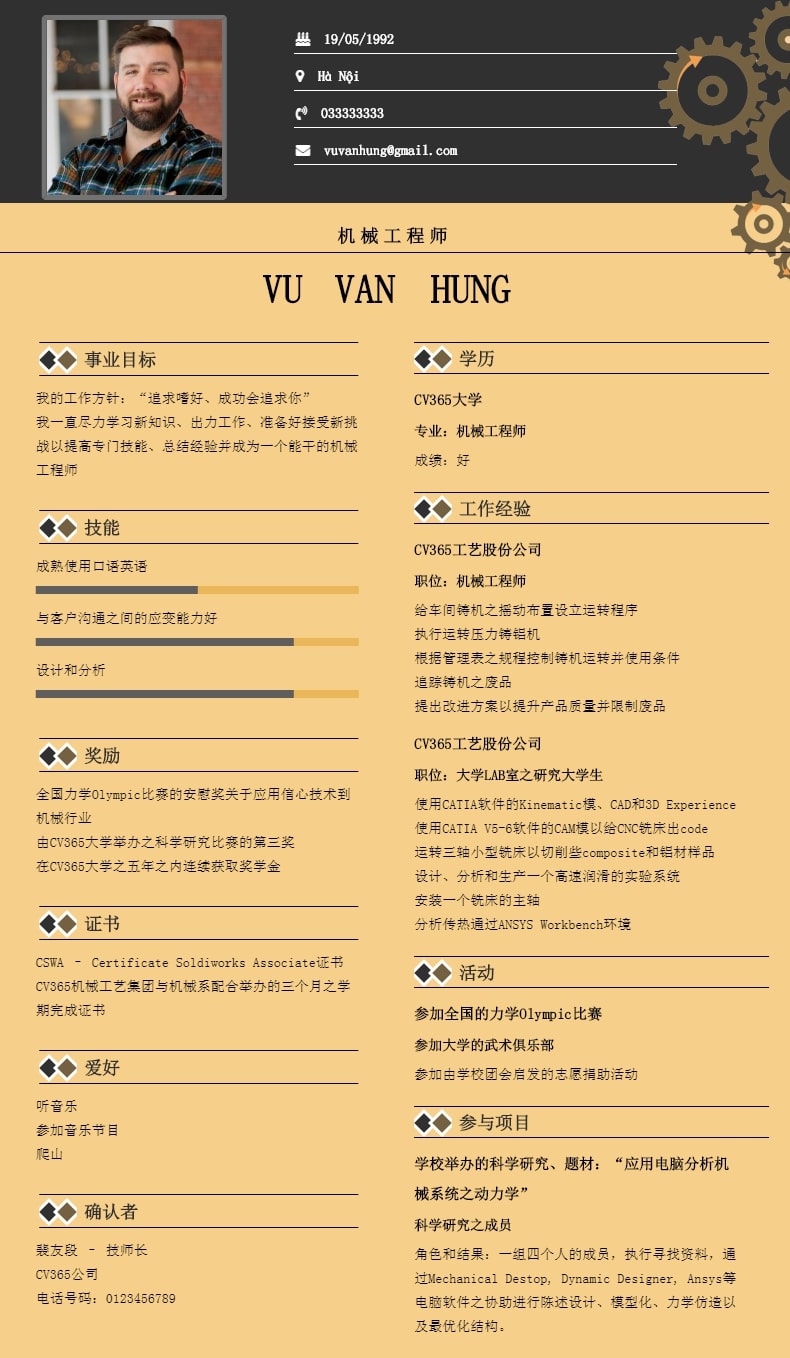 19/05/1992
Hà Nội
033333333
vuvanhung@gmail.com
机械工程师
VU VAN HUNG
事业目标
我的工作方针：“追求嗜好、成功会追求你”
我一直尽力学习新知识、出力工作、准备好接受新挑
战以提高专门技能、总结经验并成为一个能干的机械
工程师
技能
成熟使用口语英语
与客户沟通之间的应变能力好
设计和分析
奖励
全国力学Olympic比赛的安慰奖关于应用信心技术到
机械行业
由CV365大学举办之科学研究比赛的第三奖
在CV365大学之五年之内连续获取奖学金
证书
CSWA – Certificate Soldiworks Associate证书
CV365机械工艺集团与机械系配合举办的三个月之学
期完成证书
爱好
听音乐
参加音乐节目
爬山
确认者
裴友段 – 技师长
CV365公司
电话号码：0123456789
学历
CV365大学
专业：机械工程师
成绩：好
工作经验
CV365工艺股份公司
职位：机械工程师
给车间铸机之摇动布置设立运转程序
执行运转压力铸铝机
根据管理表之规程控制铸机运转并使用条件
追踪铸机之废品
提出改进方案以提升产品质量并限制废品
CV365工艺股份公司
职位：大学LAB室之研究大学生
使用CATIA软件的Kinematic模、CAD和3D Experience
使用CATIA V5-6软件的CAM模以给CNC铣床出code
运转三轴小型铣床以切削些composite和铝材样品
设计、分析和生产一个高速润滑的实验系统
安装一个铣床的主轴
分析传热通过ANSYS Workbench环境
活动
参加全国的力学Olympic比赛
参加大学的武术俱乐部
参加由学校团会启发的志愿捐助活动
参与项目
学校举办的科学研究、题材：“应用电脑分析机
械系统之动力学”
科学研究之成员
角色和结果：一组四个人的成员，执行寻找资料，通
过Mechanical Destop, Dynamic Designer, Ansys等
电脑软件之协助进行陈述设计、模型化、力学仿造以
及最优化结构。